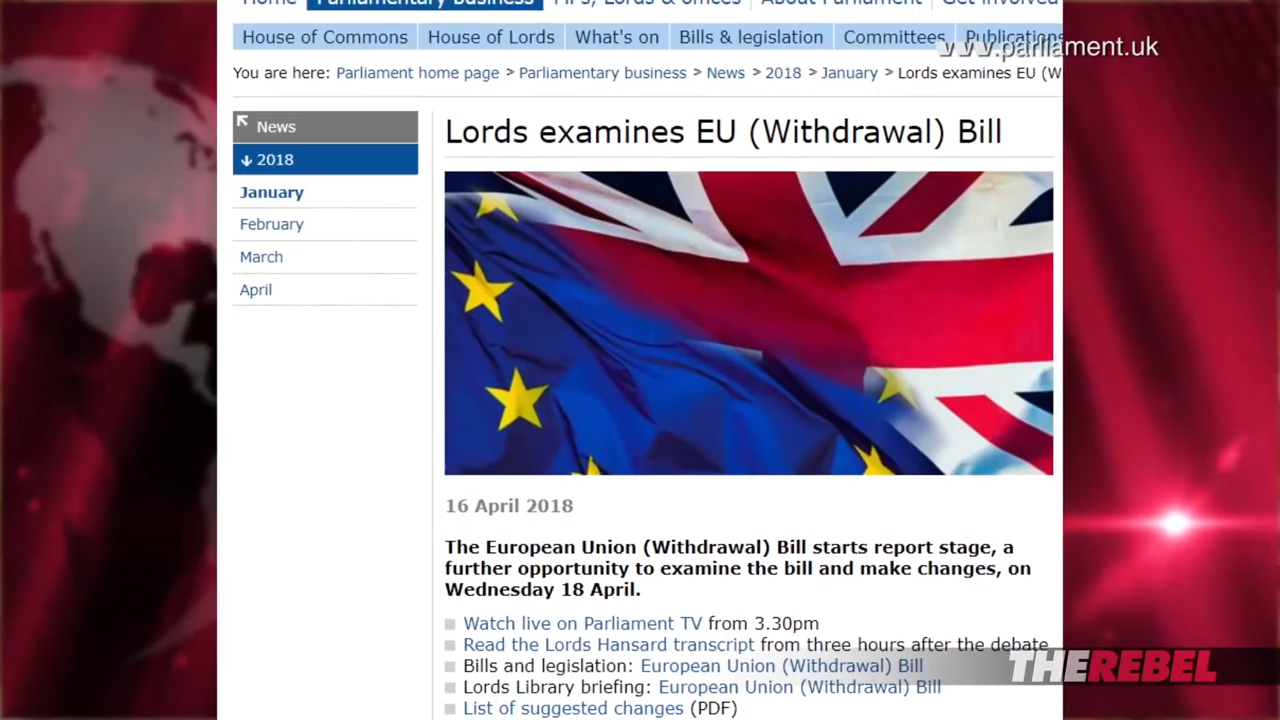 Home Parliamentary business MPs, Lords & offices About Parliament Get involved
House of Commons House of Lords What's on Bills & legislation Committees Publications
www.parliament.uk
You are here: Parliament home page > Parliamentary business > News > 2018 > January > Lords examines EU (W
News
2018
January
February
March
April
Lords examines EU (Withdrawal) Bill
16 April 2018
The European Union (Withdrawal) Bill starts report stage, a
further opportunity to examine the bill and make changes, on
Wednesday 18 April.
Watch live on Parliament TV from 3.30pm
Read the Lords Hansard transcript from three hours after the debate
Bills and legislation: European Union (Withdrawal) Bill
Lords Library briefing: European Union (Withdrawal) Bill
List of suggested changes (PDF)
THE REBEL